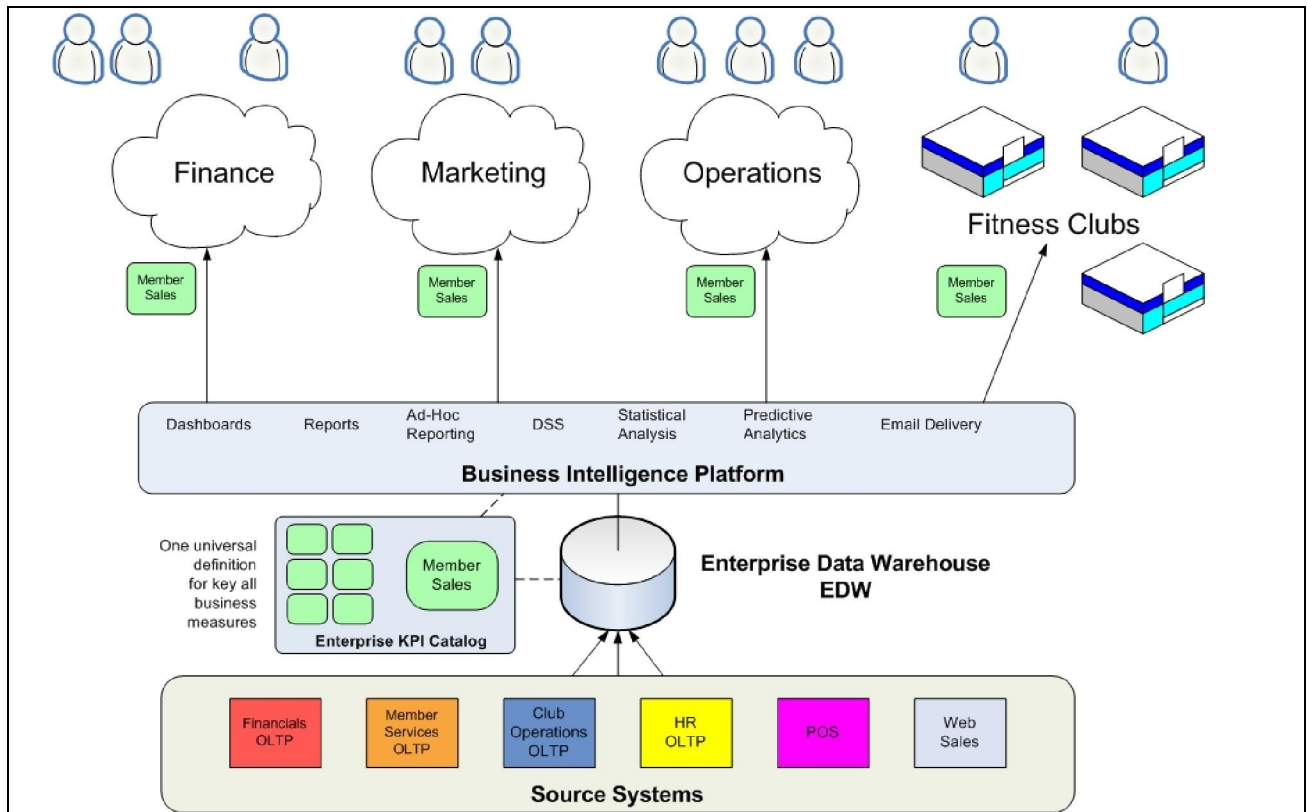 Finance
Marketing
Operations
Fitness Clubs
Member
Sales
Member
Sales
Member
Sales
Member
Sales
Dashboards
Reports
Ad-Hoc
Reporting
DSS
Statistical
Analysis
Predictive
Analytics
Email Delivery
Business Intelligence Platform
One universal
definition
for key all
business
measures
Member
Sales
Enterprise KPI Catalog
Enterprise Data Warehouse
EDW
Financials
OLTP
Member
Services
OLTP
Club
Operations
OLTP
HR
OLTP
POS
Web
Sales
Source Systems